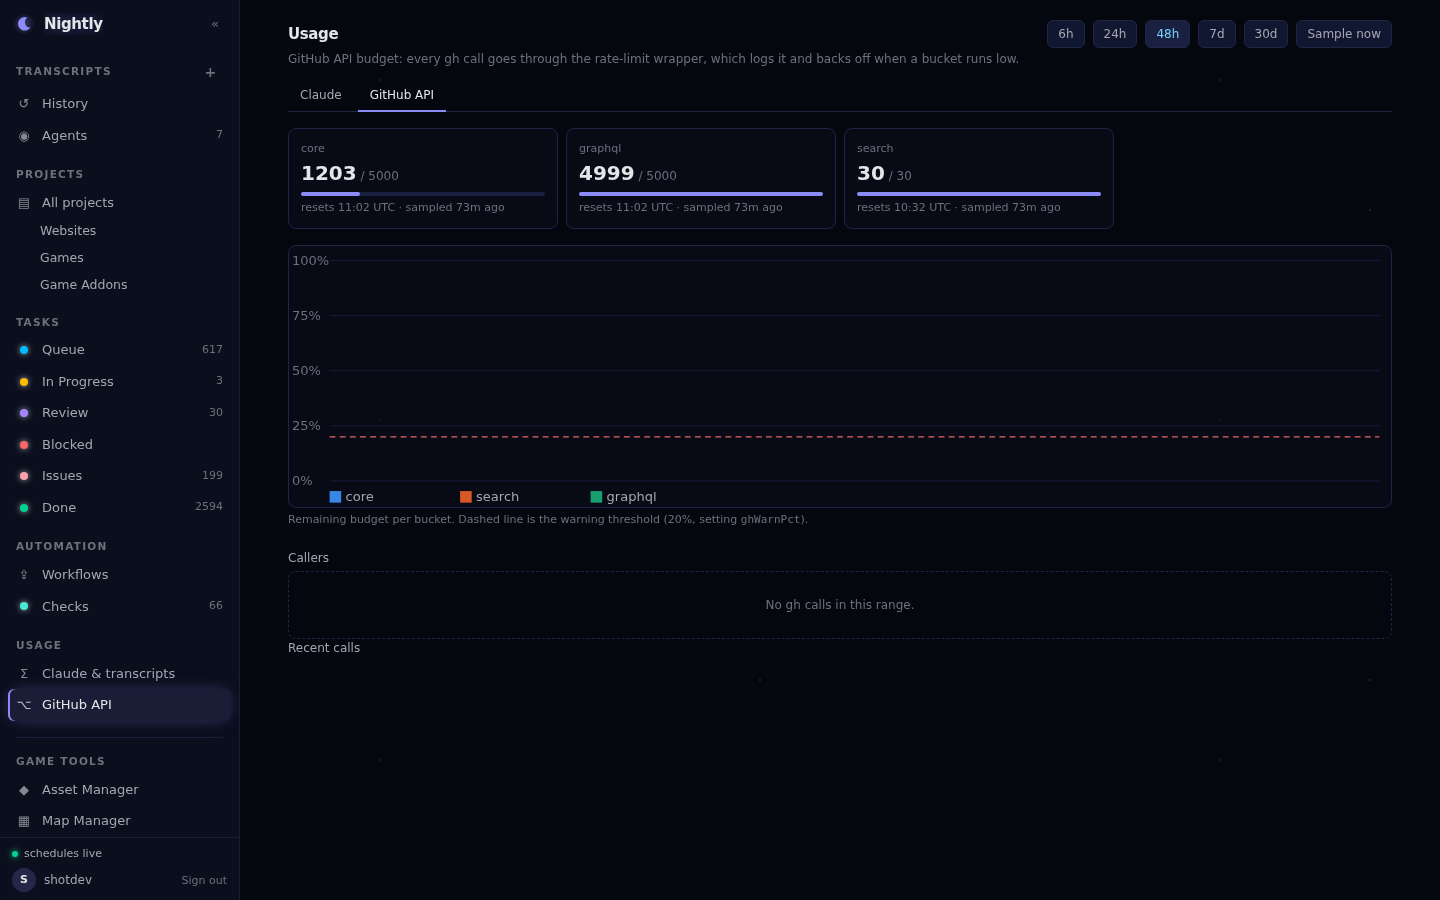 Nightly «
TRANSCRIPTS +
History
Agents 7
PROJECTS
All projects
Websites
Games
Game Addons
TASKS
Queue 617
In Progress 3
Review 30
Blocked
Issues 199
Done 2594
AUTOMATION
Workflows
Checks 66
USAGE
Σ Claude & transcripts
GitHub API
GAME TOOLS
Asset Manager
Map Manager
schedules live
S shotdev Sign out
Usage
6h 24h 48h 7d 30d Sample now
GitHub API budget: every gh call goes through the rate-limit wrapper, which logs it and backs off when a bucket runs low.
Claude GitHub API
core
1203 / 5000
resets 11:02 UTC · sampled 73m ago
graphql
4999 / 5000
resets 11:02 UTC · sampled 73m ago
search
30 / 30
resets 10:32 UTC · sampled 73m ago
100%
75%
50%
25%
0%
core search graphql
Remaining budget per bucket. Dashed line is the warning threshold (20%, setting ghWarnPct).
Callers
No gh calls in this range.
Recent calls